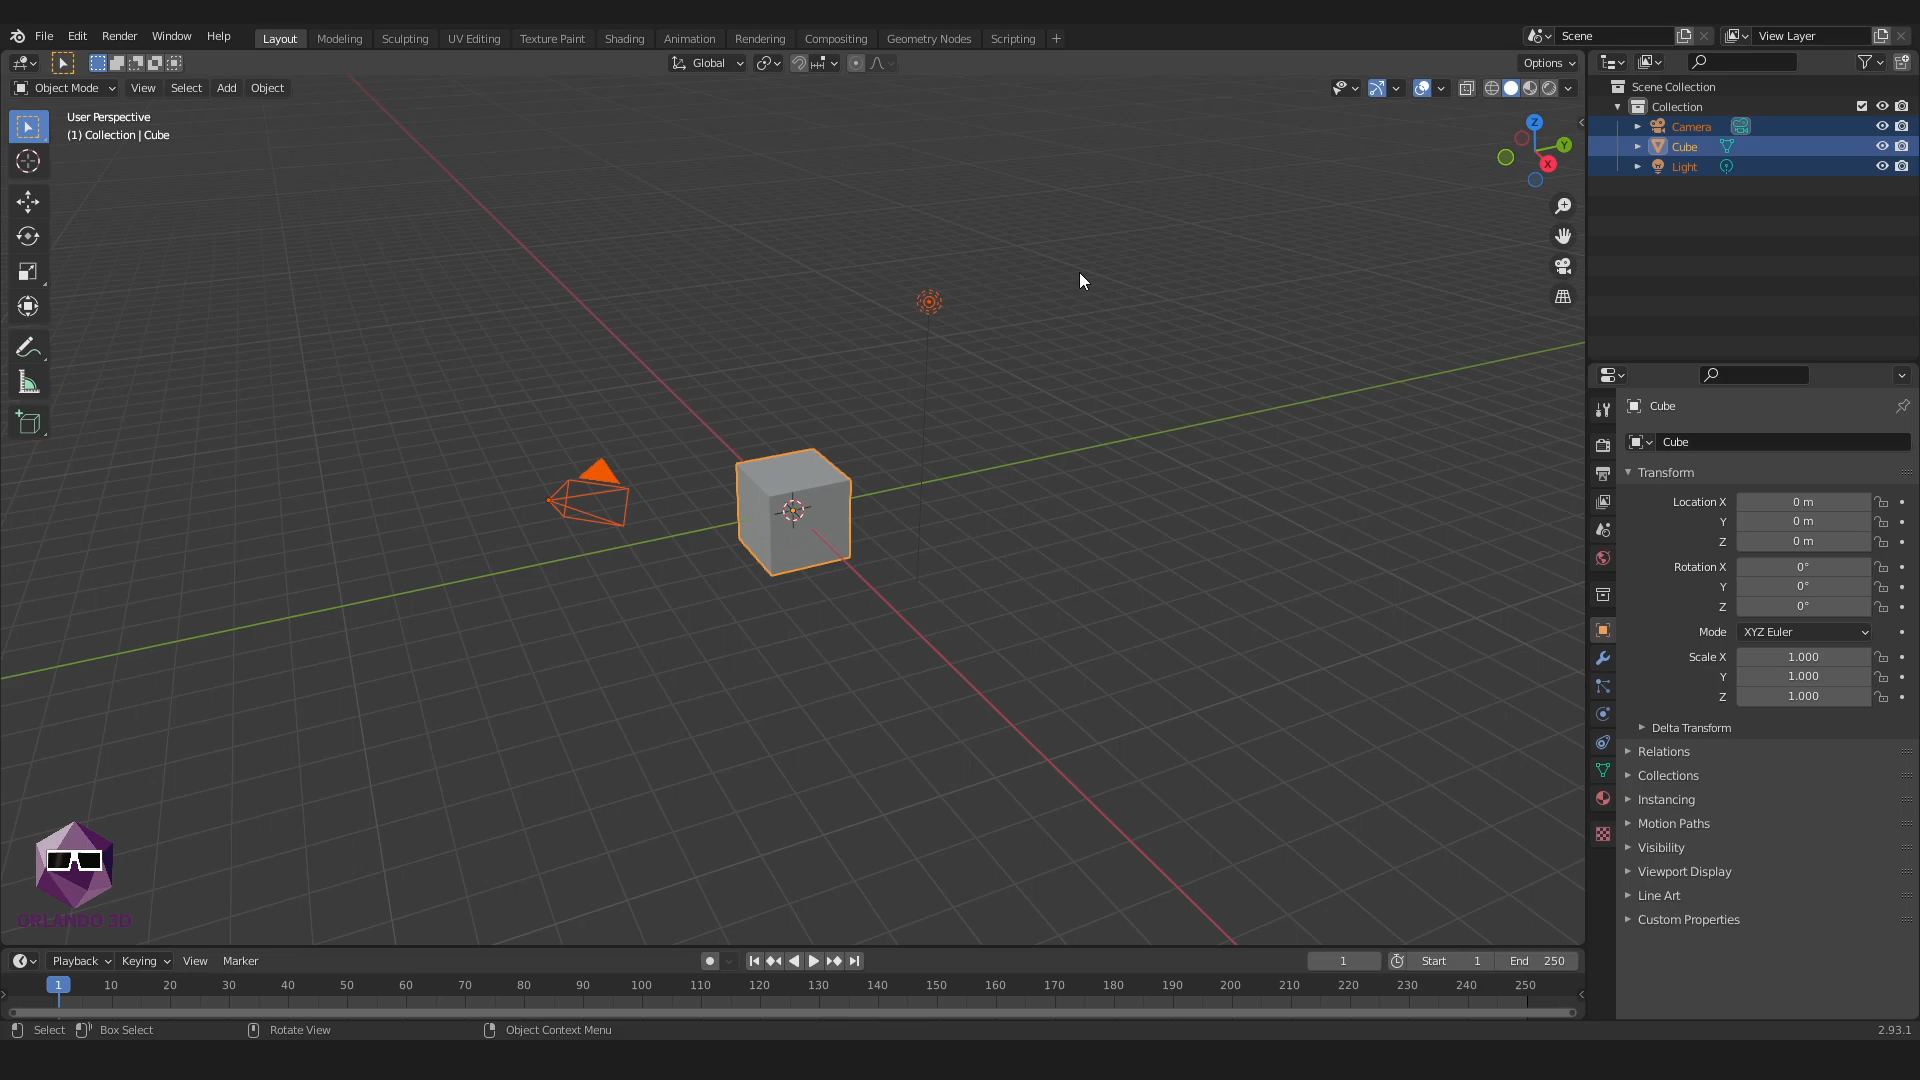 File Edit Render Window Help Layout Modeling Sculpting UV Editing Texture Paint Shading Animation Rendering Compositing Geometry Nodes Scripting + Scene View Layer
Global Options
Object Mode View Select Add Object
User Perspective
(1) Collection | Cube
Z
Y
X
Scene Collection
Collection
Camera
Cube
Light
Cube
Cube
Transform
Location X 0 m
Y 0 m
Z 0 m
Rotation X 0°
Y 0°
Z 0°
Mode XYZ Euler
Scale X 1.000
Y 1.000
Z 1.000
Delta Transform
Relations
Collections
Instancing
Motion Paths
Visibility
Viewport Display
Line Art
Custom Properties
ORLANDO 3D
Playback Keying View Marker 1 Start 1 End 250
1 10 20 30 40 50 60 70 80 90 100 110 120 130 140 150 160 170 180 190 200 210 220 230 240 250
Select Box Select Rotate View Object Context Menu 2.93.1